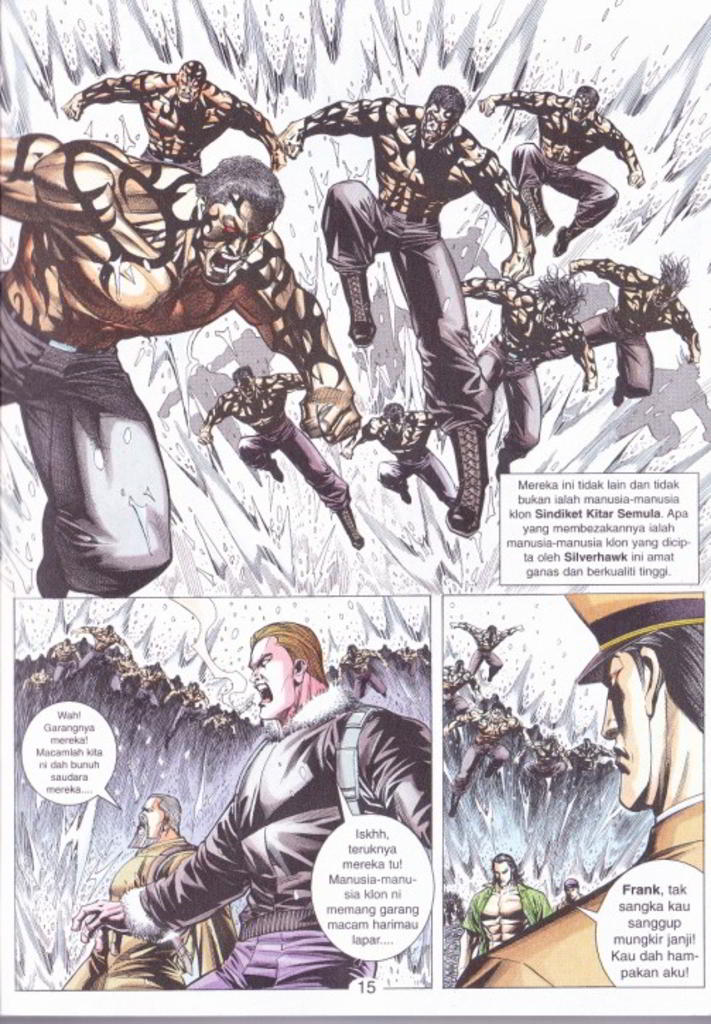 Mereka ini tidak lain dan tidak
bukan ialah manusia-manusia
klon Sindiket Kitar Semula. Apa
yang membezakannya ialah
manusia-manusia klon yang dicip-
ta oleh Silverhawk ini amat
ganas dan berkualiti tinggi.
Wah!
Garangnya
mereka!
Macamlah kita
ni dah bunuh
saudara
mereka....
Iskhh,
teruknya
mereka tu!
Manusia-manu-
sia klon ni
memang garang
macam harimau
lapar....
Frank, tak
sangka kau
sanggup
mungkir janji!
Kau dah ham-
pakan aku!
15